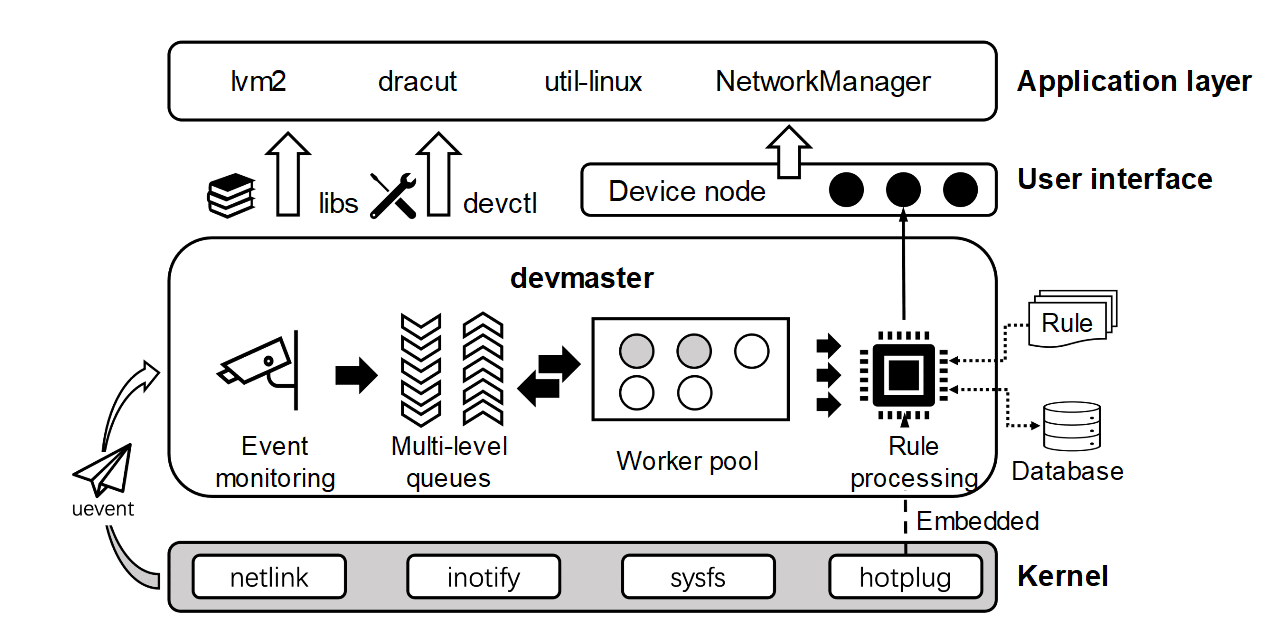 lvm2 dracut util-linux NetworkManager
Application layer
libs
devctl
Device node
User interface
devmaster
Event
monitoring
Multi-level
queues
Worker pool
Rule
processing
Rule
Database
uevent
Embedded
netlink inotify sysfs hotplug
Kernel